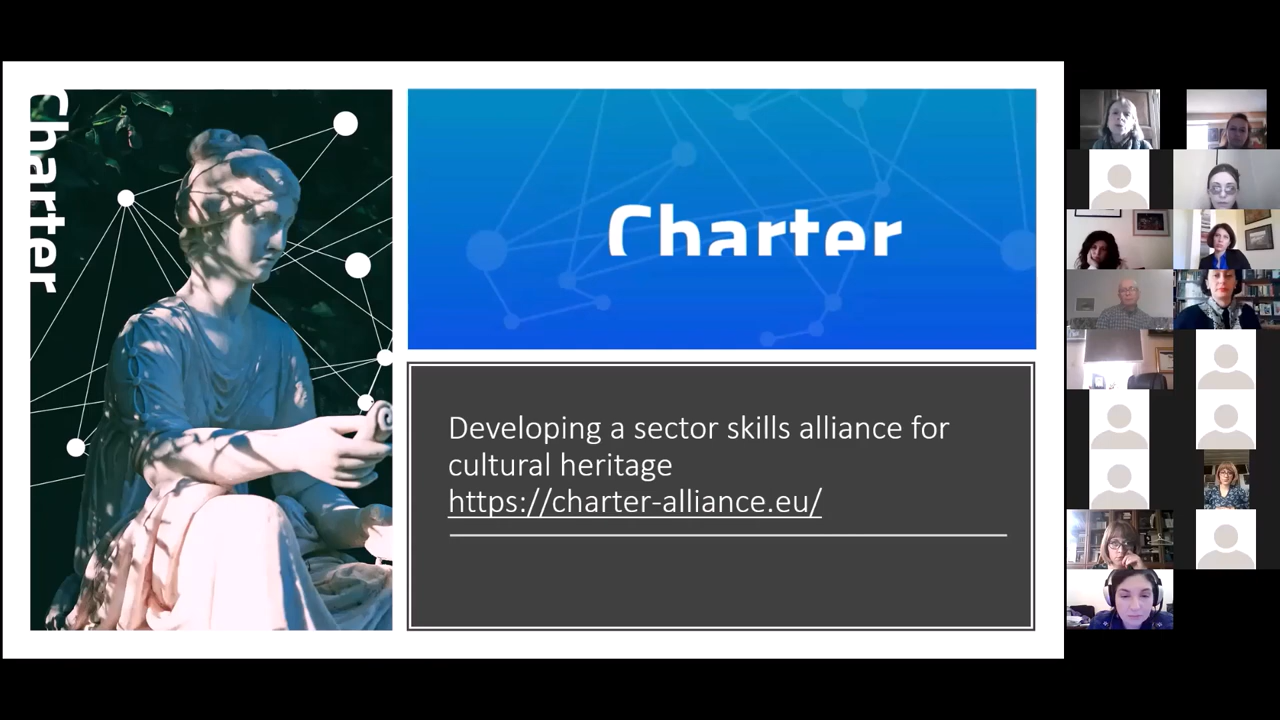 Charter
Charter
Developing a sector skills alliance for
cultural heritage
https://charter-alliance.eu/